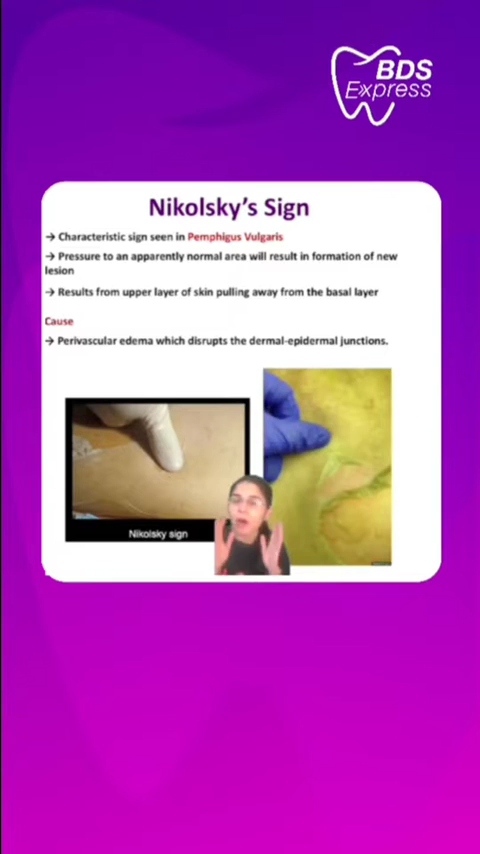 BDS
Express
Nikolsky's Sign
→ Characteristic sign seen in Pemphigus Vulgaris
→ Pressure to an apparently normal area will result in formation of new
lesion
→ Results from upper layer of skin pulling away from the basal layer
Cause
→ Perivascular edema which disrupts the dermal-epidermal junctions.
Nikolsky sign